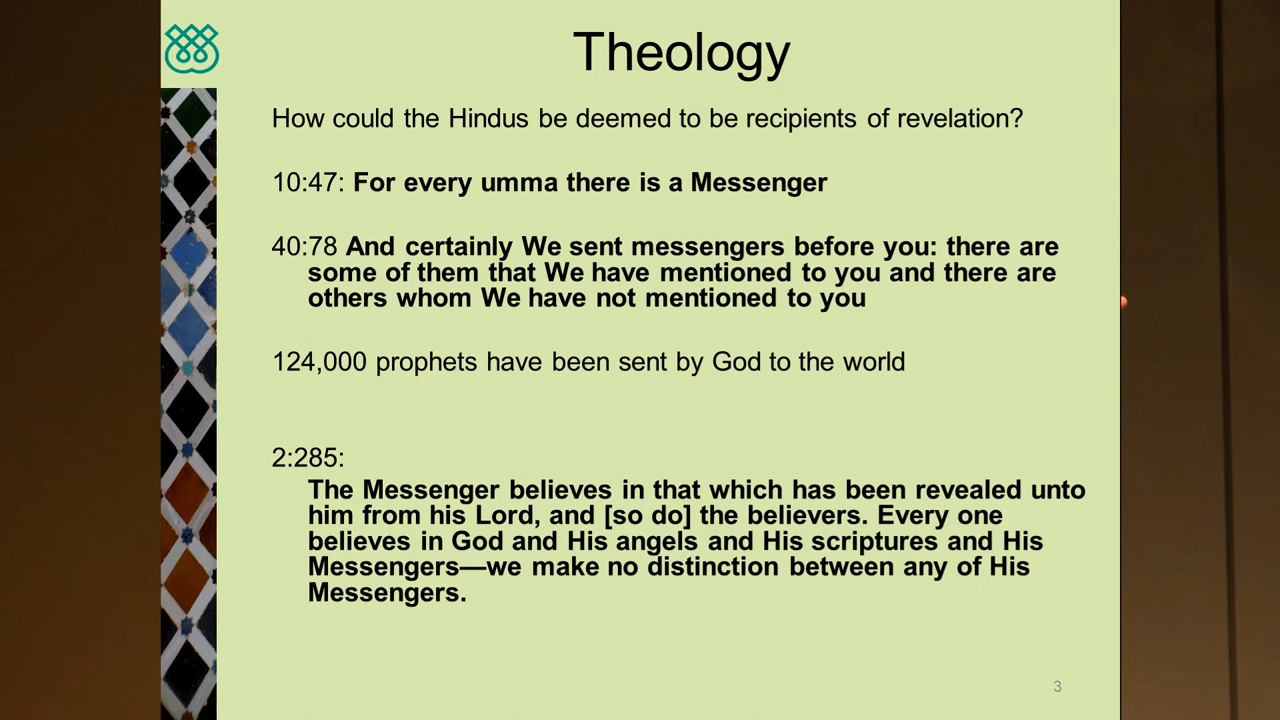 Theology
How could the Hindus be deemed to be recipients of revelation?
10:47: For every umma there is a Messenger
40:78 And certainly We sent messengers before you: there are
some of them that We have mentioned to you and there are
others whom We have not mentioned to you
124,000 prophets have been sent by God to the world
2:285:
The Messenger believes in that which has been revealed unto
him from his Lord, and [so do] the believers. Every one
believes in God and His angels and His scriptures and His
Messengers—we make no distinction between any of His
Messengers.
3